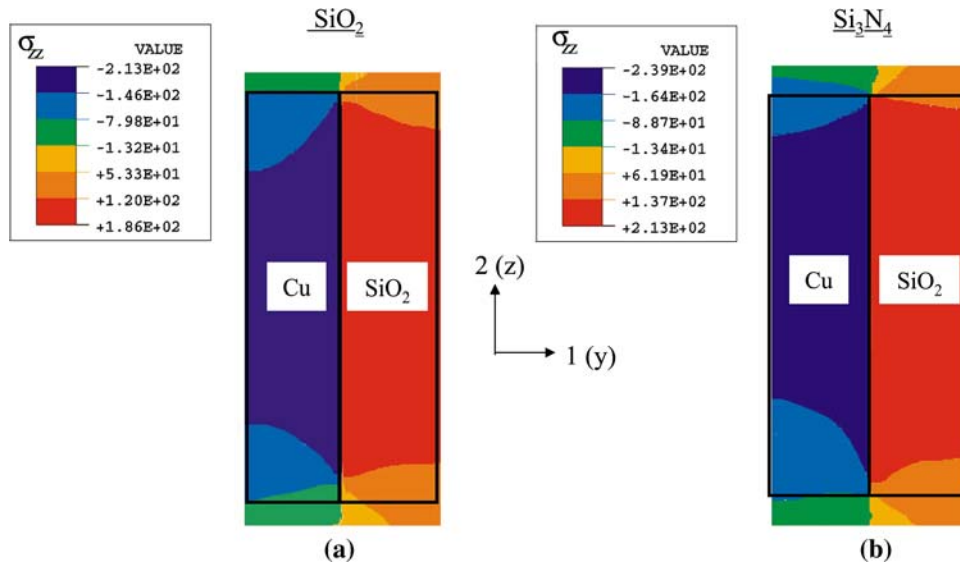 SiO2
σzz VALUE
-2.13E+02
-1.46E+02
-7.98E+01
-1.32E+01
+5.33E+01
+1.20E+02
+1.86E+02
Cu
SiO2
(a)
2 (z)
1 (y)
Si3N4
σzz VALUE
-2.39E+02
-1.64E+02
-8.87E+01
-1.34E+01
+6.19E+01
+1.37E+02
+2.13E+02
Cu
SiO2
(b)